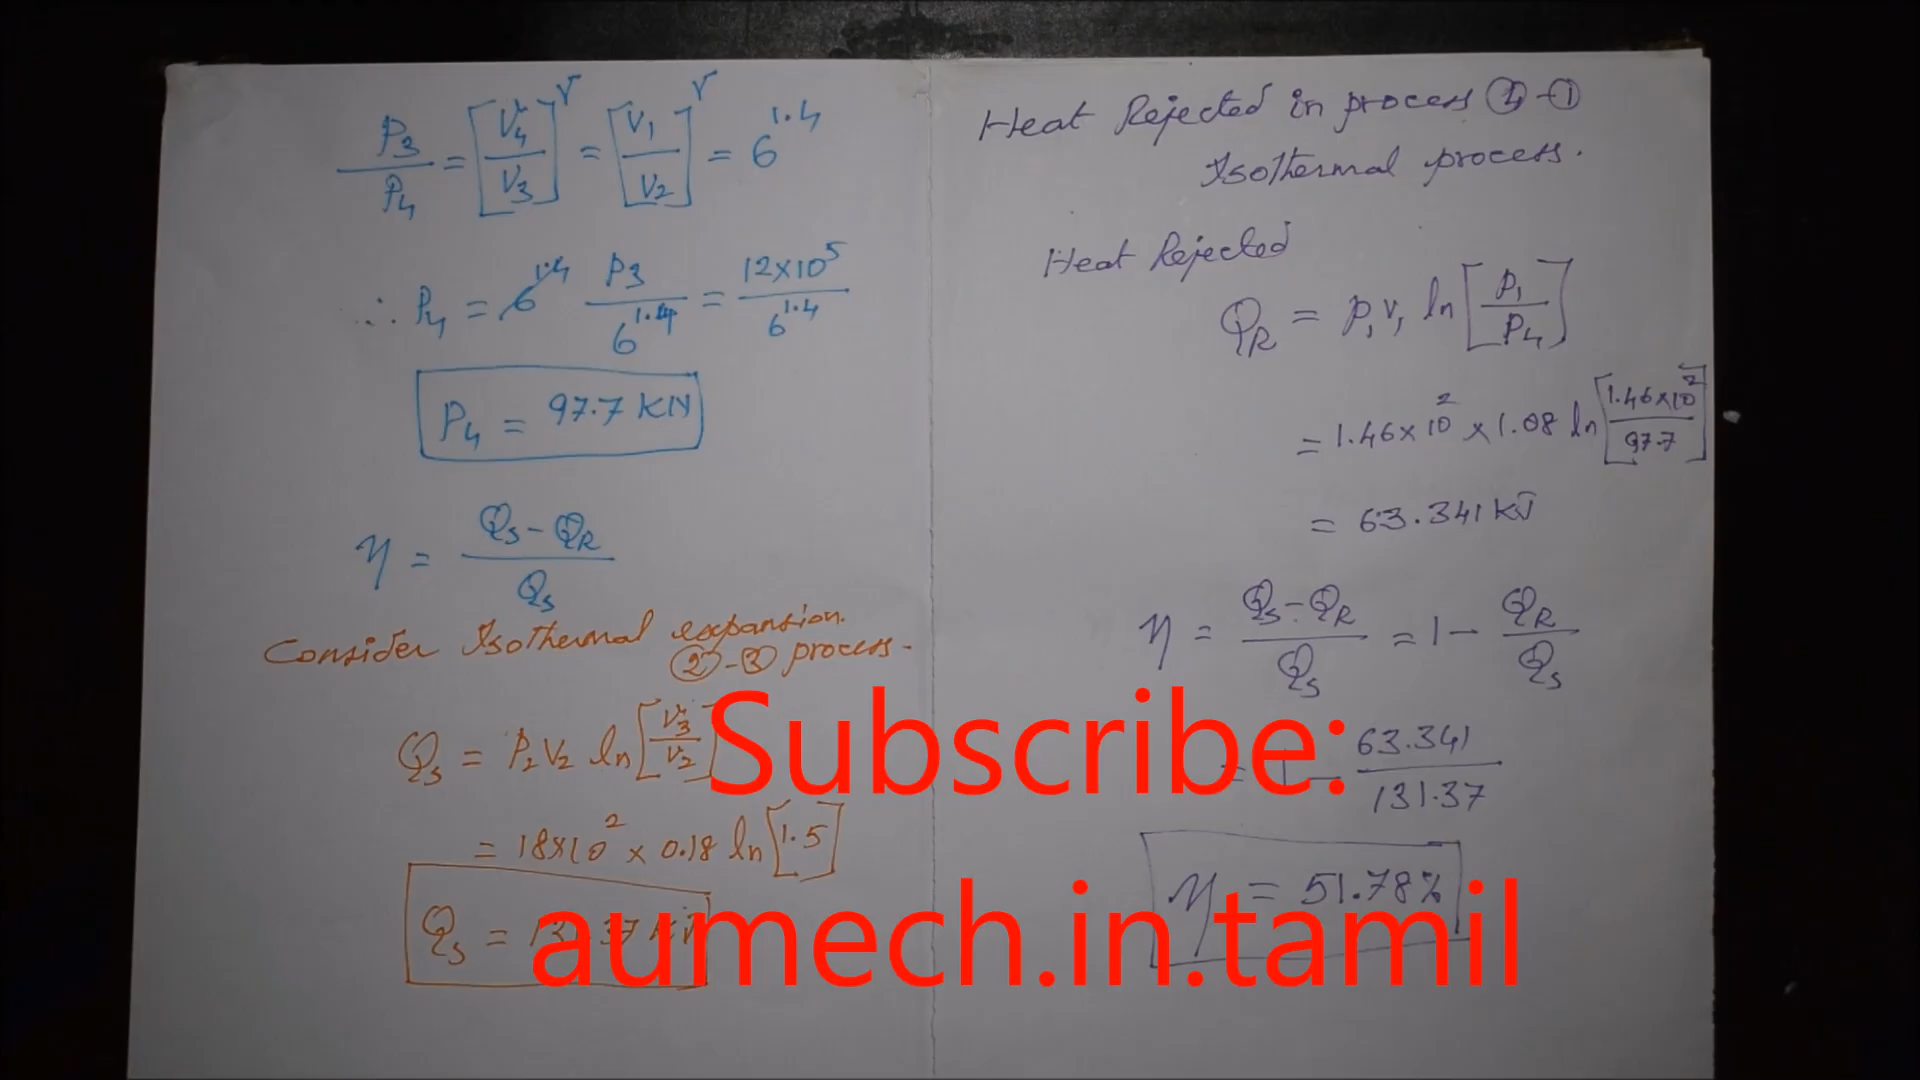 P3/P4 = [V4/V3]^γ = [V1/V2]^γ = 6^1.4
∴ P4 = P3/6^1.4 = 12×10^5/6^1.4
P4 = 97.7 KN
η = Qs - QR / Qs
Consider Isothermal expansion
②-③ process.
Qs = P2V2 ln[V3/V2]
= 18×10^2 × 0.18 ln[1.5]
Qs = 131.37 KJ
Heat Rejected in process ④-①
Isothermal process.
Heat Rejected
QR = P1V1 ln[P1/P4]
= 1.46×10^2 × 1.08 ln[1.46×10^2/97.7]
= 63.341 KJ
η = Qs - QR / Qs = 1 - QR/Qs
= 1 - 63.341/131.37
η = 51.78%
Subscribe:
aumech.in.tamil